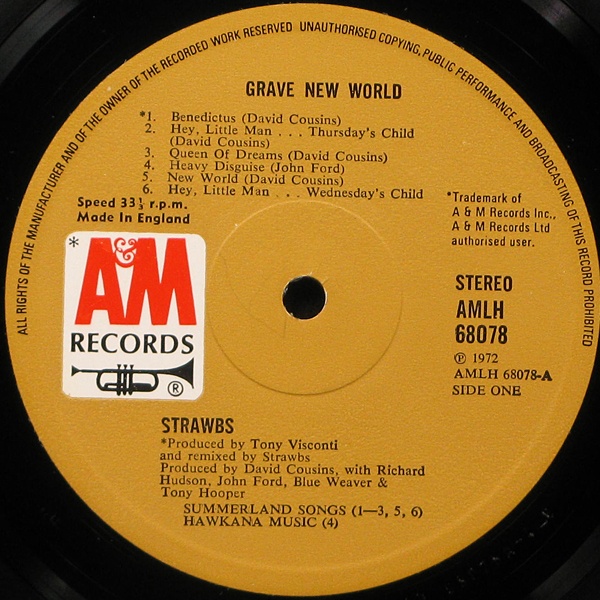 ALL RIGHTS OF THE MANUFACTURER AND OF THE OWNER OF THE RECORDED WORK RESERVED UNAUTHORISED COPYING, PUBLIC PERFORMANCE AND BROADCASTING OF THIS RECORD PROHIBITED
GRAVE NEW WORLD
*1. Benedictus (David Cousins)
2. Hey, Little Man . . . Thursday's Child
(David Cousins)
3. Queen Of Dreams (David Cousins)
4. Heavy Disguise (John Ford)
5. New World (David Cousins)
6. Hey, Little Man . . . Wednesday's Child
Speed 33⅓ r.p.m.
Made In England
*Trademark of
A & M Records Inc.,
A & M Records Ltd
authorised user.
*
A&M
RECORDS
®
STEREO
AMLH
68078
℗ 1972
AMLH 68078-A
SIDE ONE
STRAWBS
*Produced by Tony Visconti
and remixed by Strawbs
Produced by David Cousins, with Richard
Hudson, John Ford, Blue Weaver &
Tony Hooper
SUMMERLAND SONGS (1—3, 5, 6)
HAWKANA MUSIC (4)